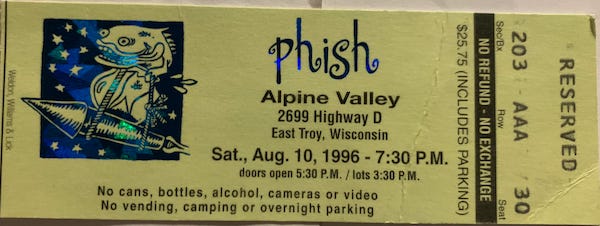 phish
Alpine Valley
2699 Highway D
East Troy, Wisconsin
Sat., Aug. 10, 1996 - 7:30 P.M.
doors open 5:30 P.M. / lots 3:30 P.M.
No cans, bottles, alcohol, cameras or video
No vending, camping or overnight parking
Weldon, Williams & Lick
$25.75 (INCLUDES PARKING)
NO REFUND - NO EXCHANGE
Sec/Bx Row Seat
203 AAA 30
RESERVED